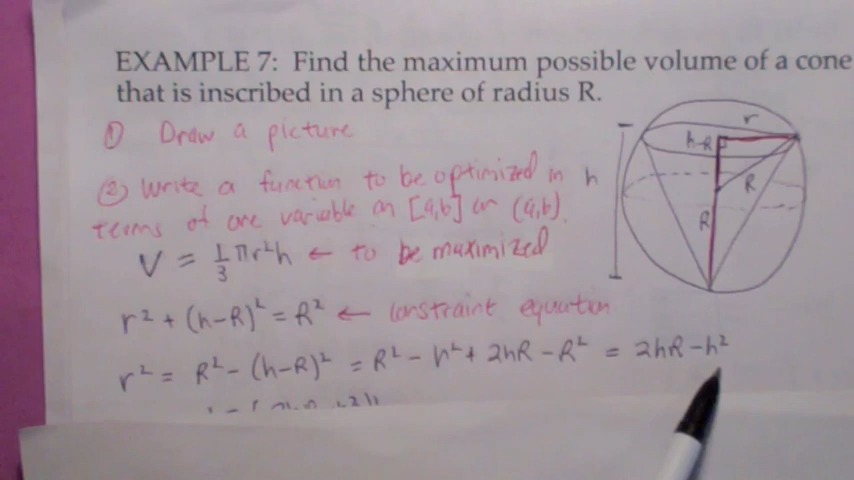 EXAMPLE 7: Find the maximum possible volume of a cone
that is inscribed in a sphere of radius R.
① Draw a picture
② Write a function to be optimized in
terms of one variable on [a,b] or (a,b).
V = 1/3 πr²h ← to be maximized
r² + (h-R)² = R² ← constraint equation
r² = R² - (h-R)² = R² - h² + 2hR - R² = 2hR - h²
r
h-R
h
R
R